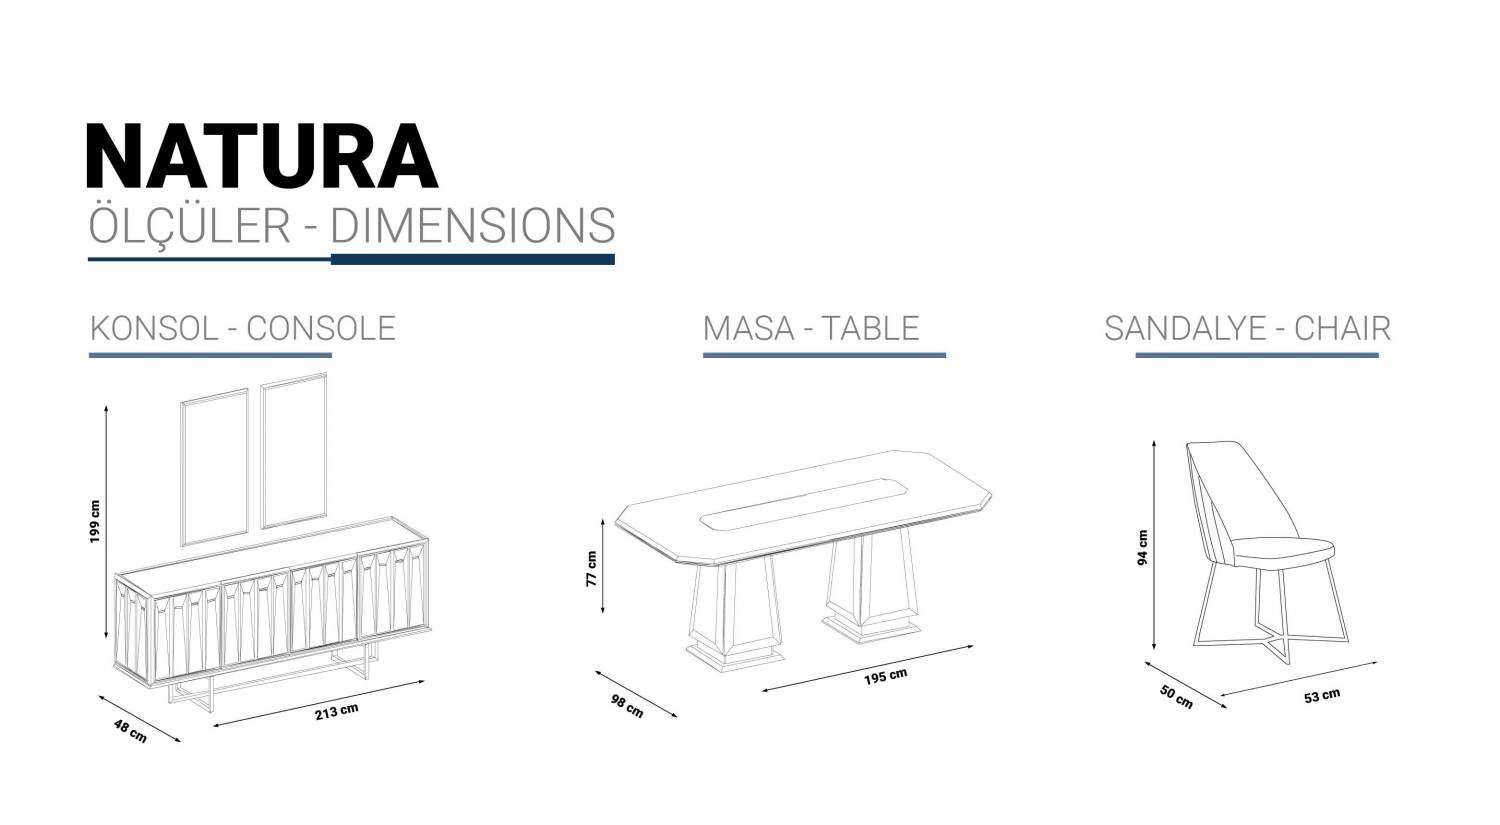 NATURA
ÖLÇÜLER - DIMENSIONS
KONSOL - CONSOLE
199 cm
48 cm
213 cm
MASA - TABLE
77 cm
98 cm
195 cm
SANDALYE - CHAIR
94 cm
50 cm
53 cm